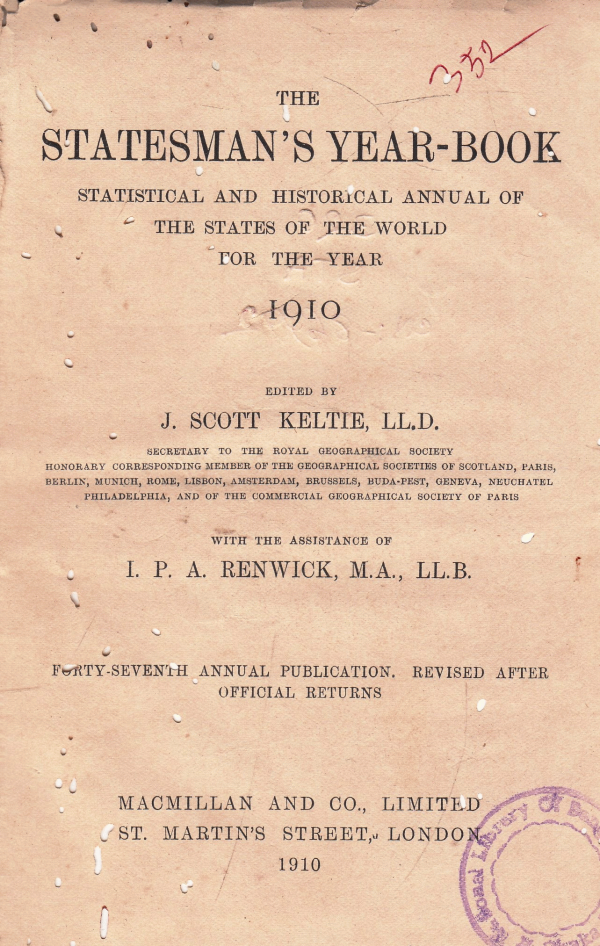 352
THE
STATESMAN'S YEAR-BOOK
STATISTICAL AND HISTORICAL ANNUAL OF
THE STATES OF THE WORLD
FOR THE YEAR
1910
EDITED BY
J. SCOTT KELTIE, LL.D.
SECRETARY TO THE ROYAL GEOGRAPHICAL SOCIETY
HONORARY CORRESPONDING MEMBER OF THE GEOGRAPHICAL SOCIETIES OF SCOTLAND, PARIS,
BERLIN, MUNICH, ROME, LISBON, AMSTERDAM, BRUSSELS, BUDA-PEST, GENEVA, NEUCHATEL
PHILADELPHIA, AND OF THE COMMERCIAL GEOGRAPHICAL SOCIETY OF PARIS
WITH THE ASSISTANCE OF
I. P. A. RENWICK, M.A., LL.B.
FORTY-SEVENTH ANNUAL PUBLICATION. REVISED AFTER
OFFICIAL RETURNS
MACMILLAN AND CO., LIMITED
ST. MARTIN'S STREET, LONDON
1910
Library Of